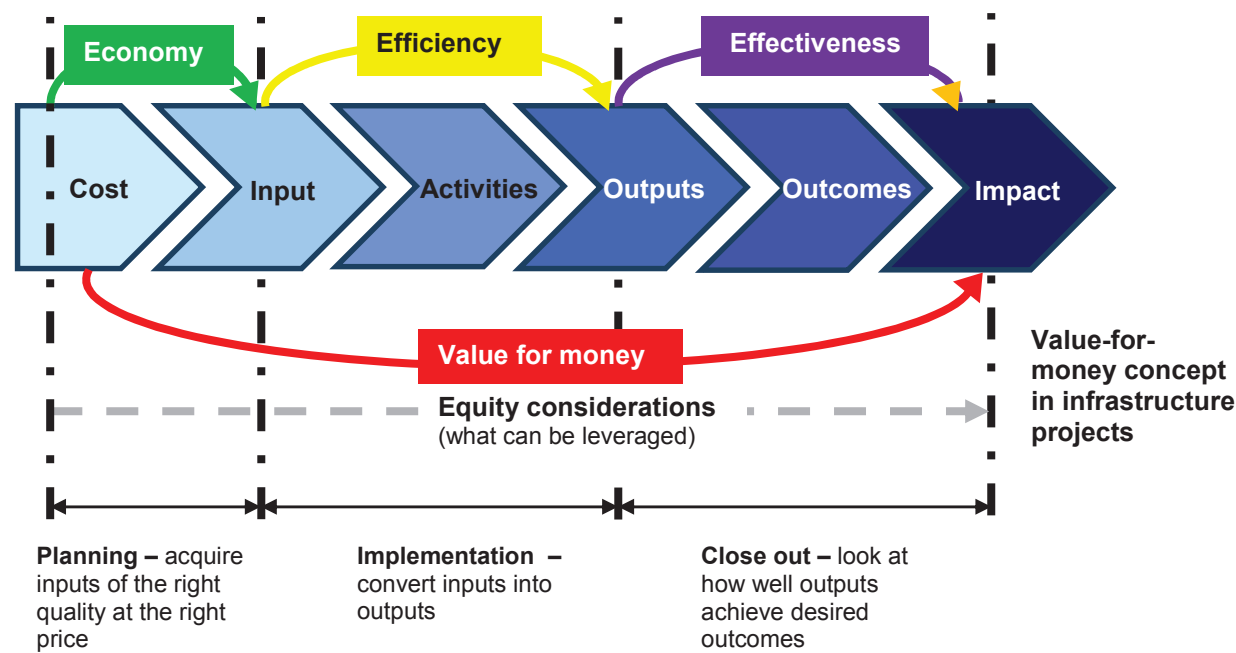 Economy
Efficiency
Effectiveness
Cost
Input
Activities
Outputs
Outcomes
Impact
Value for money
Equity considerations
(what can be leveraged)
Value-for-
money concept
in infrastructure
projects
Planning – acquire
inputs of the right
quality at the right
price
Implementation –
convert inputs into
outputs
Close out – look at
how well outputs
achieve desired
outcomes